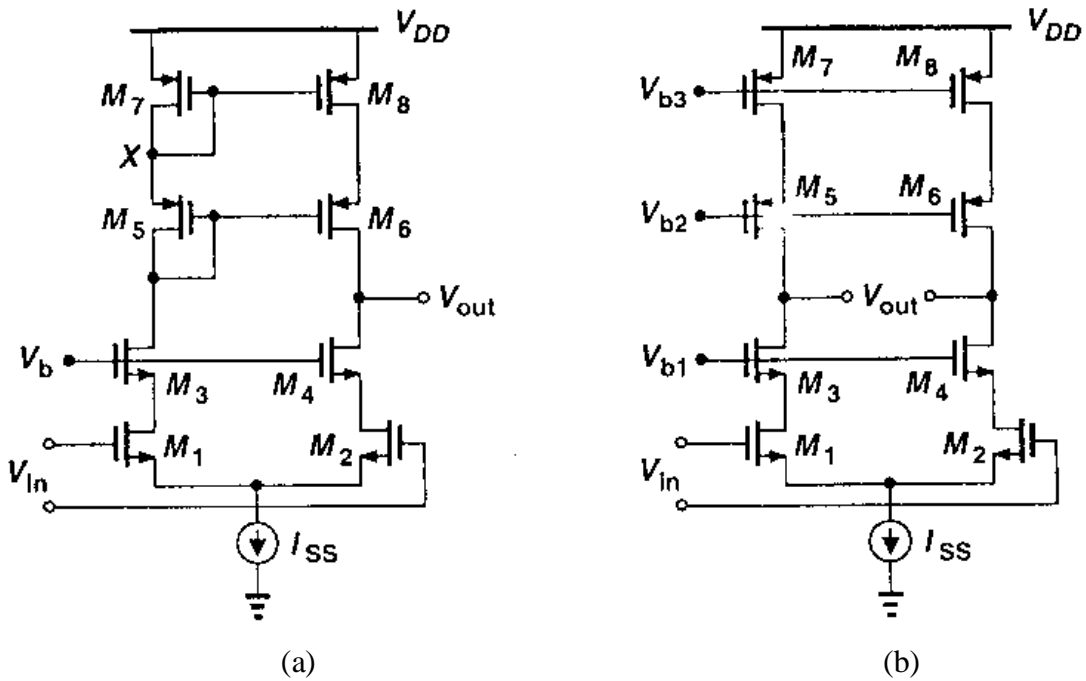 V_DD
M_7
M_8
X
M_5
M_6
V_out
V_b
M_3
M_4
M_1
M_2
V_in
I_SS
(a)
V_DD
M_7
M_8
V_b3
M_5
M_6
V_b2
V_out
V_b1
M_3
M_4
M_1
M_2
V_in
I_SS
(b)